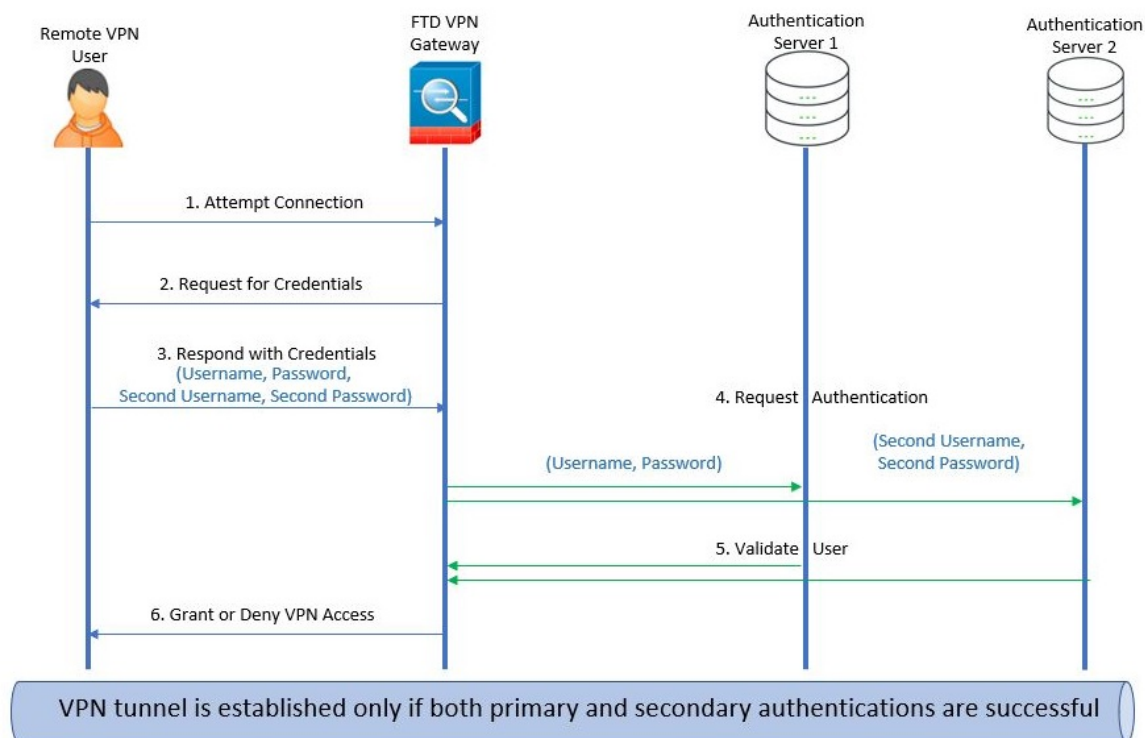 Remote VPN
User
FTD VPN
Gateway
Authentication
Server 1
Authentication
Server 2
1. Attempt Connection
2. Request for Credentials
3. Respond with Credentials
(Username, Password,
Second Username, Second Password)
4. Request Authentication
(Username, Password)
(Second Username,
Second Password)
5. Validate User
6. Grant or Deny VPN Access
VPN tunnel is established only if both primary and secondary authentications are successful